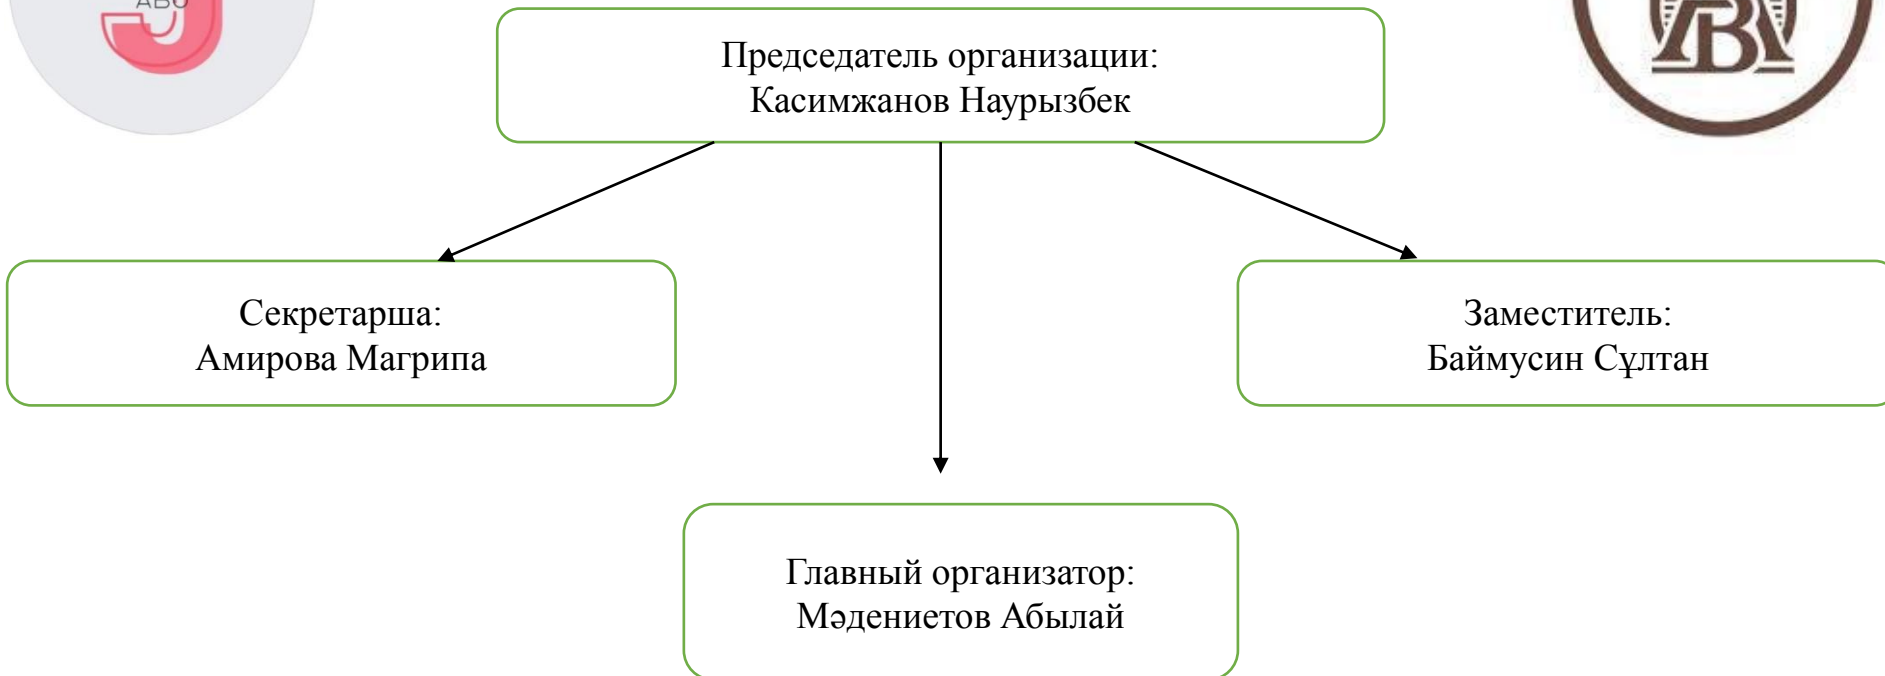 Председатель организации:
Касимжанов Наурызбек
Секретарша:
Амирова Магрипа
Заместитель:
Баймусин Сұлтан
Главный организатор:
Мәдениетов Абылай